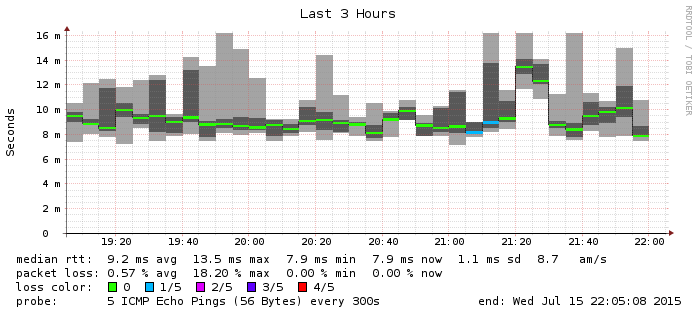 Last 3 Hours
RRDTOOL / TOBI OETIKER
Seconds
16 m
14 m
12 m
10 m
8 m
6 m
4 m
2 m
0
19:20 19:40 20:00 20:20 20:40 21:00 21:20 21:40 22:00
median rtt: 9.2 ms avg 13.5 ms max 7.9 ms min 7.9 ms now 1.1 ms sd 8.7 am/s
packet loss: 0.57 % avg 18.20 % max 0.00 % min 0.00 % now
loss color: 0 1/5 2/5 3/5 4/5
probe: 5 ICMP Echo Pings (56 Bytes) every 300s end: Wed Jul 15 22:05:08 2015